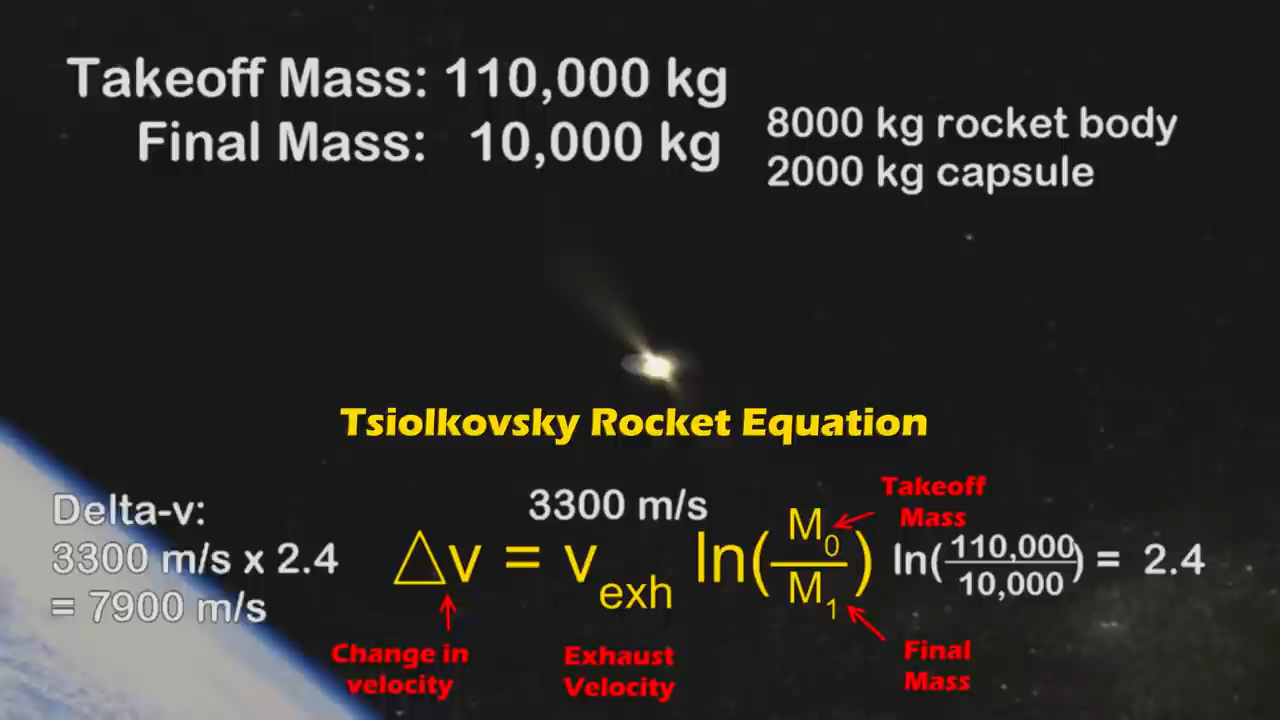 Takeoff Mass: 110,000 kg
Final Mass: 10,000 kg
8000 kg rocket body
2000 kg capsule
Tsiolkovsky Rocket Equation
Delta-v:
3300 m/s x 2.4
= 7900 m/s
3300 m/s
△v = v_exh ln(M₀/M₁)
Takeoff
Mass
ln(110,000/10,000) = 2.4
Change in
velocity
Exhaust
Velocity
Final
Mass